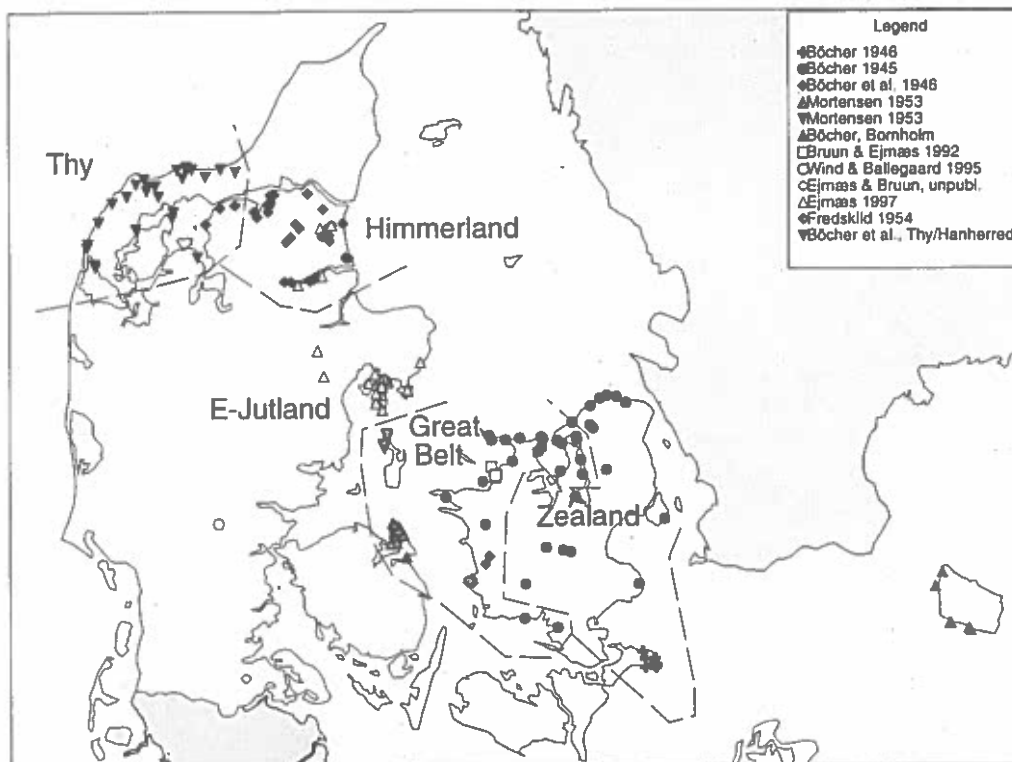 Legend
Böcher 1946
Böcher 1945
Böcher et al. 1946
Mortensen 1953
Mortensen 1953
Böcher, Bornholm
Bruun & Ejrnæs 1992
Wind & Ballegaard 1995
Ejrnæs & Bruun, unpubl.
Ejrnæs 1997
Fredskild 1954
Böcher et al., Thy/Hanherred
Thy
Himmerland
E-Jutland
Great
Belt
Zealand